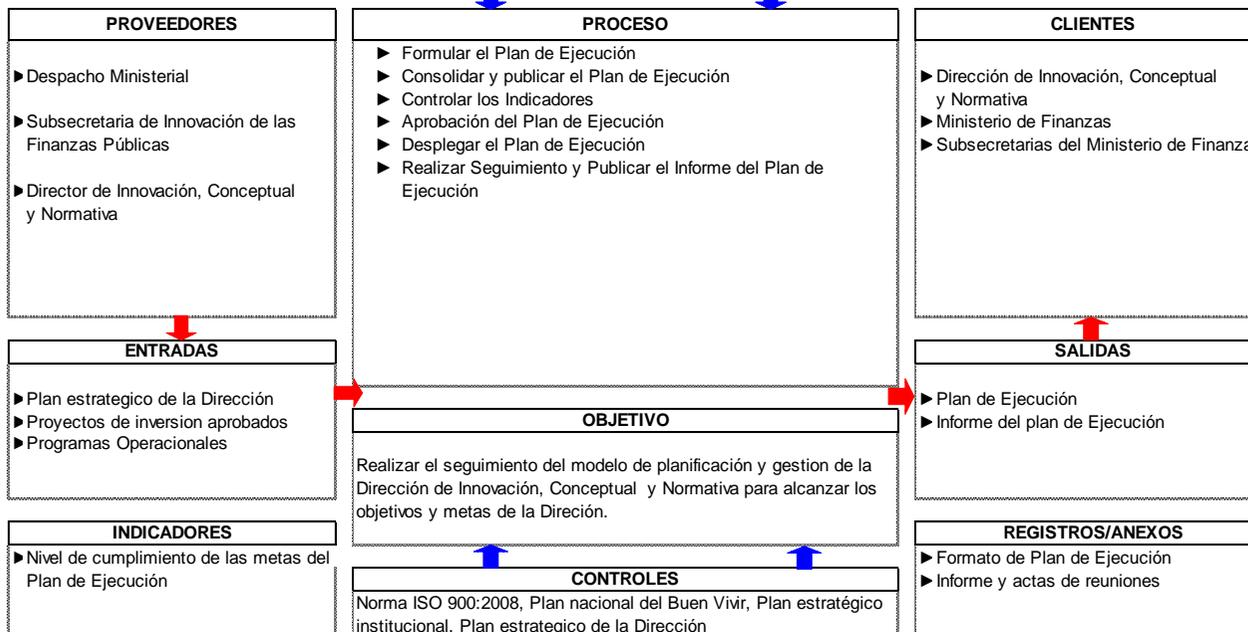 PROVEEDORES
► Despacho Ministerial
► Subsecretaria de Innovación de las
Finanzas Públicas
► Director de Innovación, Conceptual
y Normativa
ENTRADAS
► Plan estrategico de la Dirección
► Proyectos de inversion aprobados
► Programas Operacionales
INDICADORES
► Nivel de cumplimiento de las metas del
Plan de Ejecución
PROCESO
► Formular el Plan de Ejecución
► Consolidar y publicar el Plan de Ejecución
► Controlar los Indicadores
► Aprobación del Plan de Ejecución
► Desplegar el Plan de Ejecución
► Realizar Seguimiento y Publicar el Informe del Plan de
Ejecución
OBJETIVO
Realizar el seguimiento del modelo de planificación y gestion de la
Dirección de Innovación, Conceptual y Normativa para alcanzar los
objetivos y metas de la Direción.
CONTROLES
Norma ISO 900:2008, Plan nacional del Buen Vivir, Plan estratégico
institucional, Plan estrategico de la Dirección
CLIENTES
► Dirección de Innovación, Conceptual
y Normativa
► Ministerio de Finanzas
► Subsecretarias del Ministerio de Finanza
SALIDAS
► Plan de Ejecución
► Informe del plan de Ejecución
REGISTROS/ANEXOS
► Formato de Plan de Ejecución
► Informe y actas de reuniones